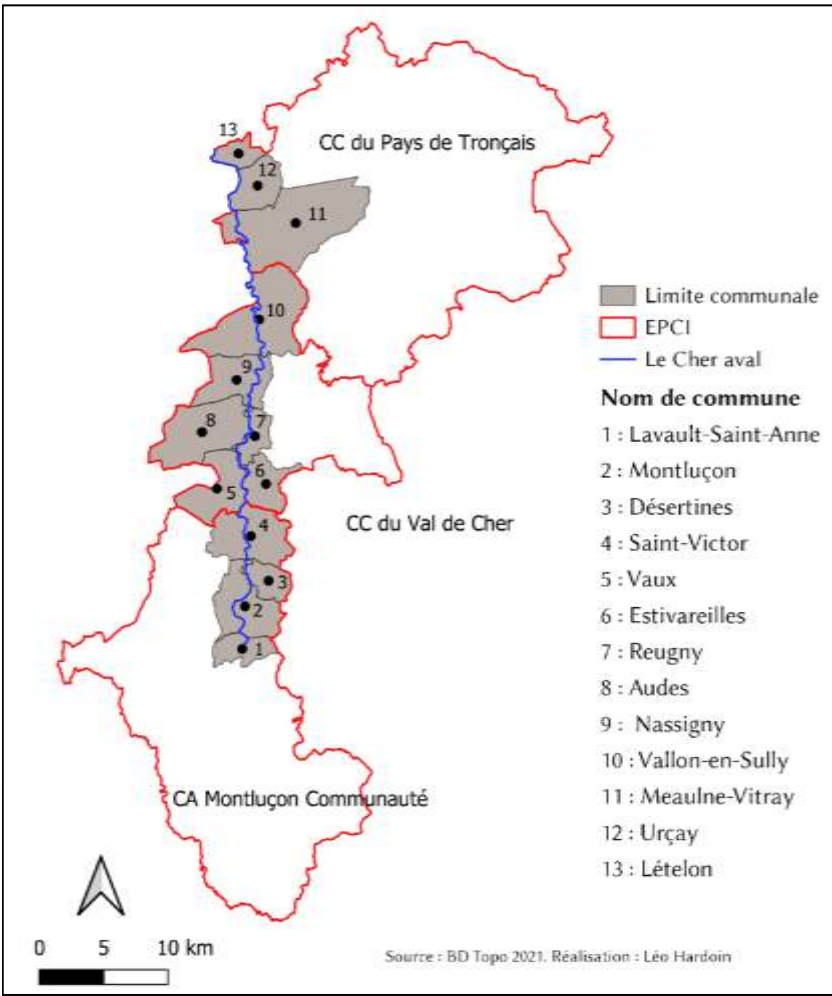 13
CC du Pays de Tronçais
12
11
10
9
8
7
6
5
CC du Val de Cher
4
3
2
1
CA Montluçon Communauté
Limite communale
EPCI
Le Cher aval
Nom de commune
1 : Lavault-Saint-Anne
2 : Montluçon
3 : Désertines
4 : Saint-Victor
5 : Vaux
6 : Estivareilles
7 : Reugny
8 : Audes
9 : Nassigny
10 : Vallon-en-Sully
11 : Meaulne-Vitray
12 : Urçay
13 : Lételon
0 5 10 km
Source : BD Topo 2021. Réalisation : Léo Hardoin